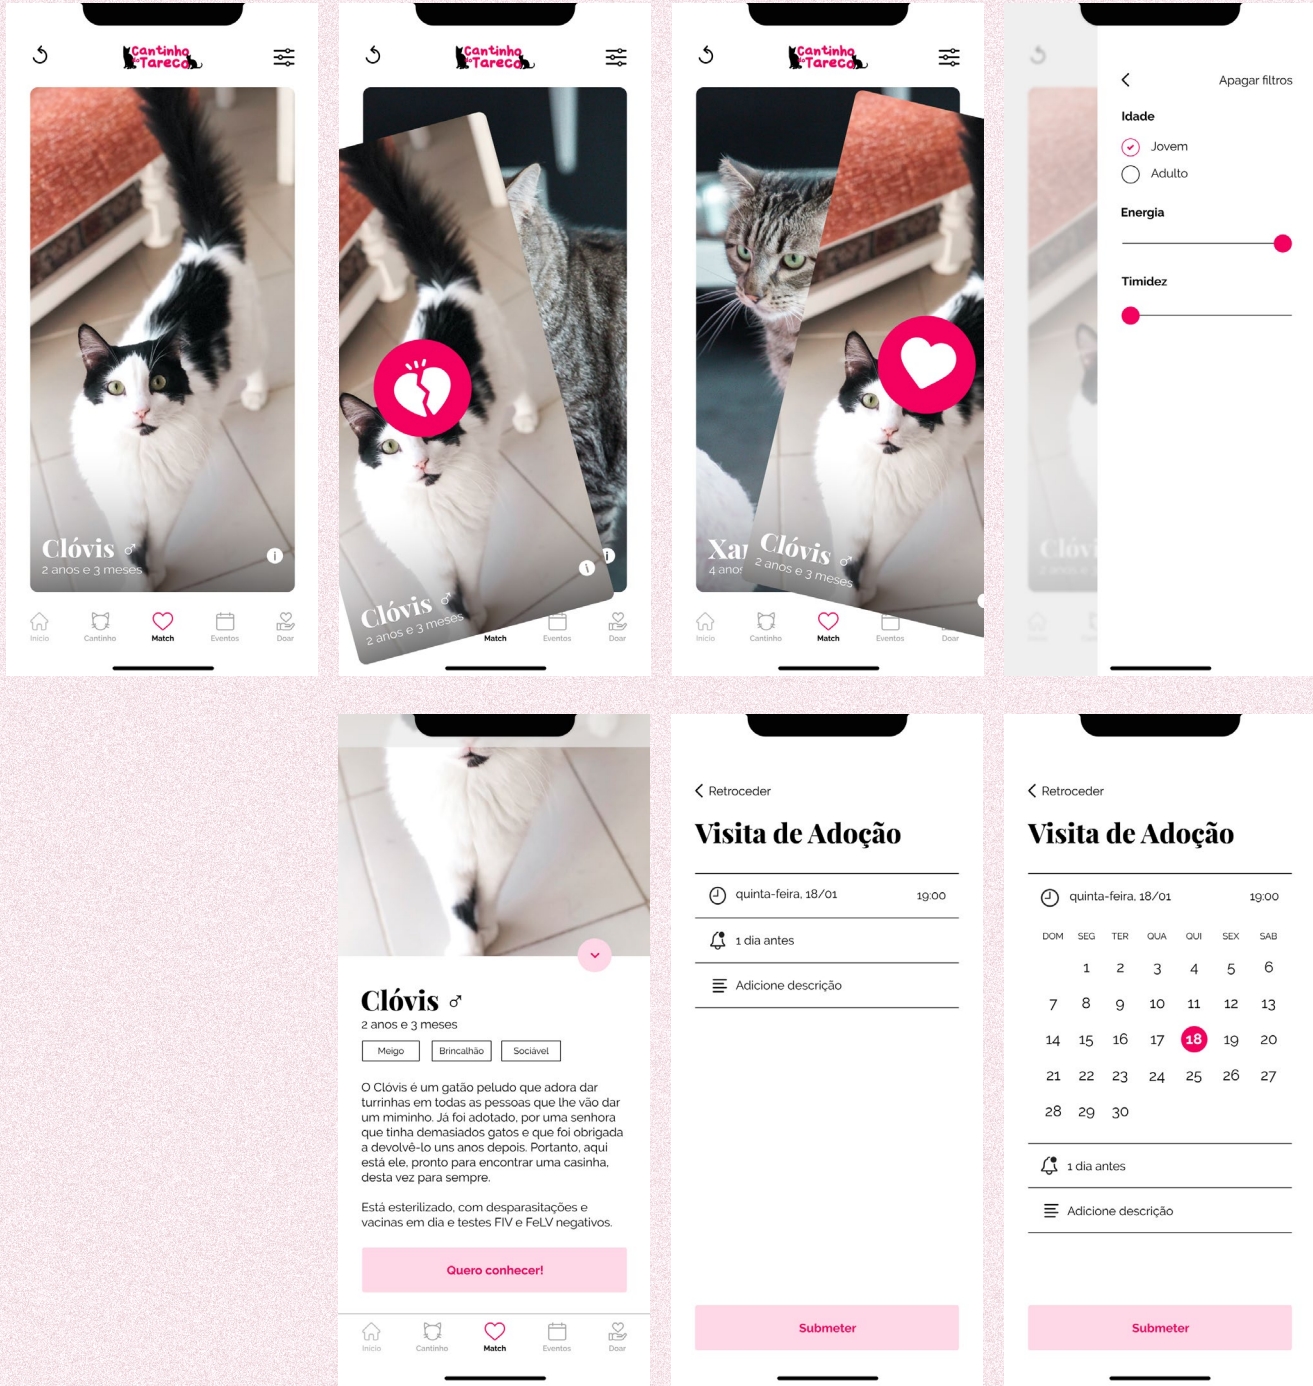 Cantinho
do Tareco
Clóvis ♂
2 anos e 3 meses
i
Início
Cantinho
Match
Eventos
Doar
Cantinho
do Tareco
i
i
Clóvis ♂
2 anos e 3 meses
Match
Eventos
Doar
Cantinho
do Tareco
Xa
4 anos
Clóvis ♂
2 anos e 3 meses
Início
Cantinho
Match
Eventos
Doar
Apagar filtros
Idade
Jovem
Adulto
Energia
Timidez
Clóvi
Clóvis ♂
2 anos e 3 meses
Meigo
Brincalhão
Sociável
O Clóvis é um gatão peludo que adora dar
turrinhas em todas as pessoas que lhe vão dar
um miminho. Já foi adotado, por uma senhora
que tinha demasiados gatos e que foi obrigada
a devolvê-lo uns anos depois. Portanto, aqui
está ele, pronto para encontrar uma casinha,
desta vez para sempre.
Está esterilizado, com desparasitações e
vacinas em dia e testes FIV e FeLV negativos.
Quero conhecer!
Início
Cantinho
Match
Eventos
Doar
Retroceder
Visita de Adoção
quinta-feira, 18/01 19:00
1 dia antes
Adicione descrição
Submeter
Retroceder
Visita de Adoção
quinta-feira, 18/01 19:00
DOM SEG TER QUA QUI SEX SAB
1 2 3 4 5 6
7 8 9 10 11 12 13
14 15 16 17 18 19 20
21 22 23 24 25 26 27
28 29 30
1 dia antes
Adicione descrição
Submeter